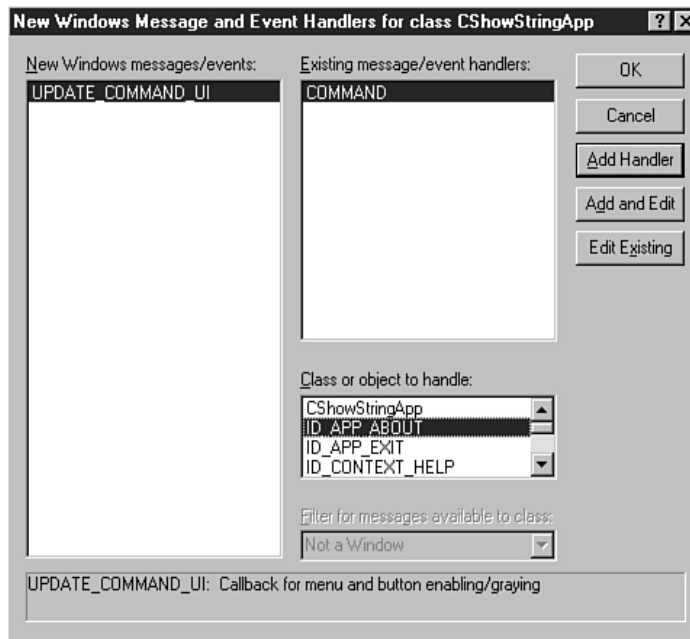 New Windows Message and Event Handlers for class CShowStringApp
New Windows messages/events:
UPDATE_COMMAND_UI
Existing message/event handlers:
COMMAND
OK
Cancel
Add Handler
Add and Edit
Edit Existing
Class or object to handle:
CShowStringApp
ID_APP_ABOUT
ID_APP_EXIT
ID_CONTEXT_HELP
Filter for messages available to class:
Not a Window
UPDATE_COMMAND_UI: Callback for menu and button enabling/graying